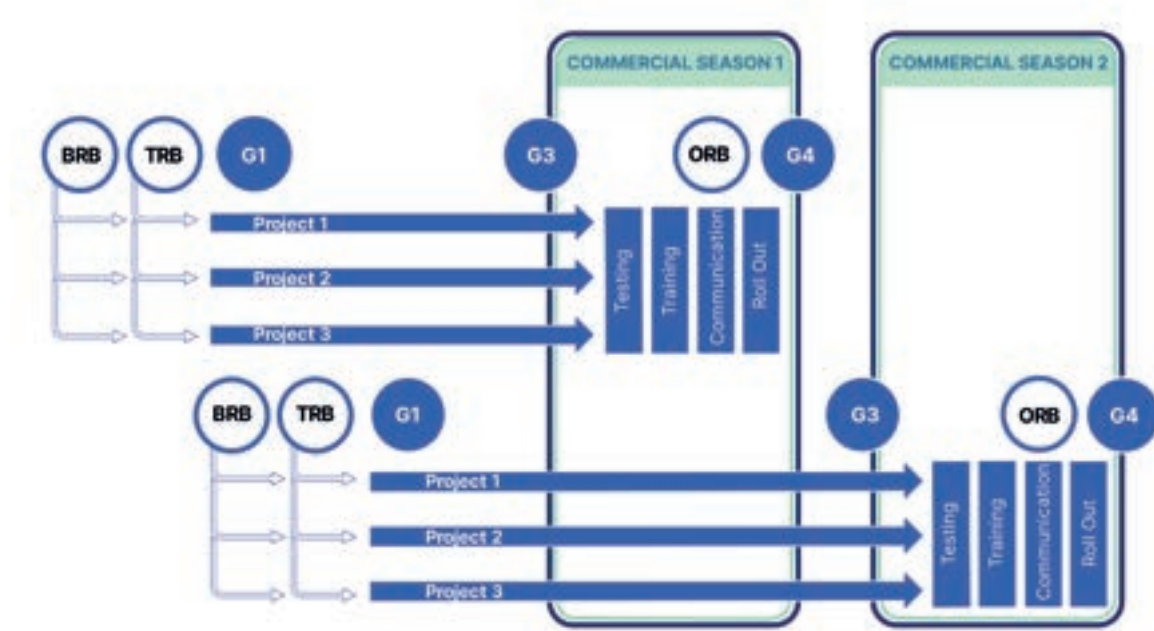 COMMERCIAL SEASON 1
COMMERCIAL SEASON 2
BRB
TRB
G1
G3
ORB
G4
Project 1
Project 2
Project 3
Testing
Training
Communication
Roll Out
BRB
TRB
G1
G3
ORB
G4
Project 1
Project 2
Project 3
Testing
Training
Communication
Roll Out